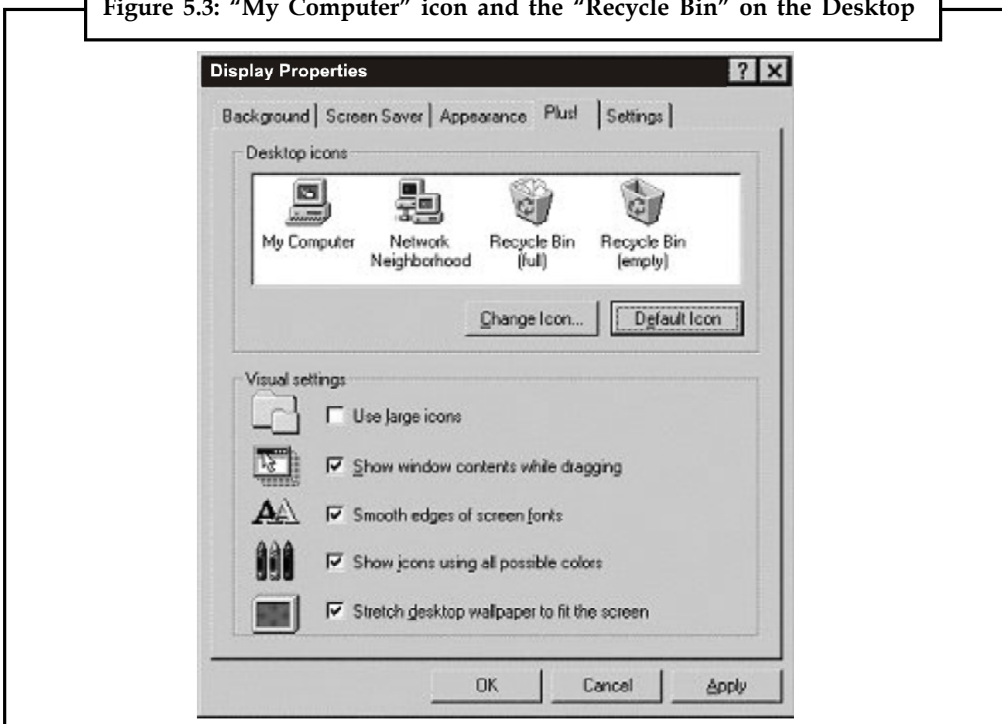 Figure 5.3: “My Computer” icon and the “Recycle Bin” on the Desktop
Display Properties
Background Screen Saver Appearance Plus! Settings
Desktop icons
My Computer Network Neighborhood Recycle Bin (full) Recycle Bin (empty)
Change Icon... Default Icon
Visual settings
Use large icons
Show window contents while dragging
Smooth edges of screen fonts
Show icons using all possible colors
Stretch desktop wallpaper to fit the screen
OK Cancel Apply